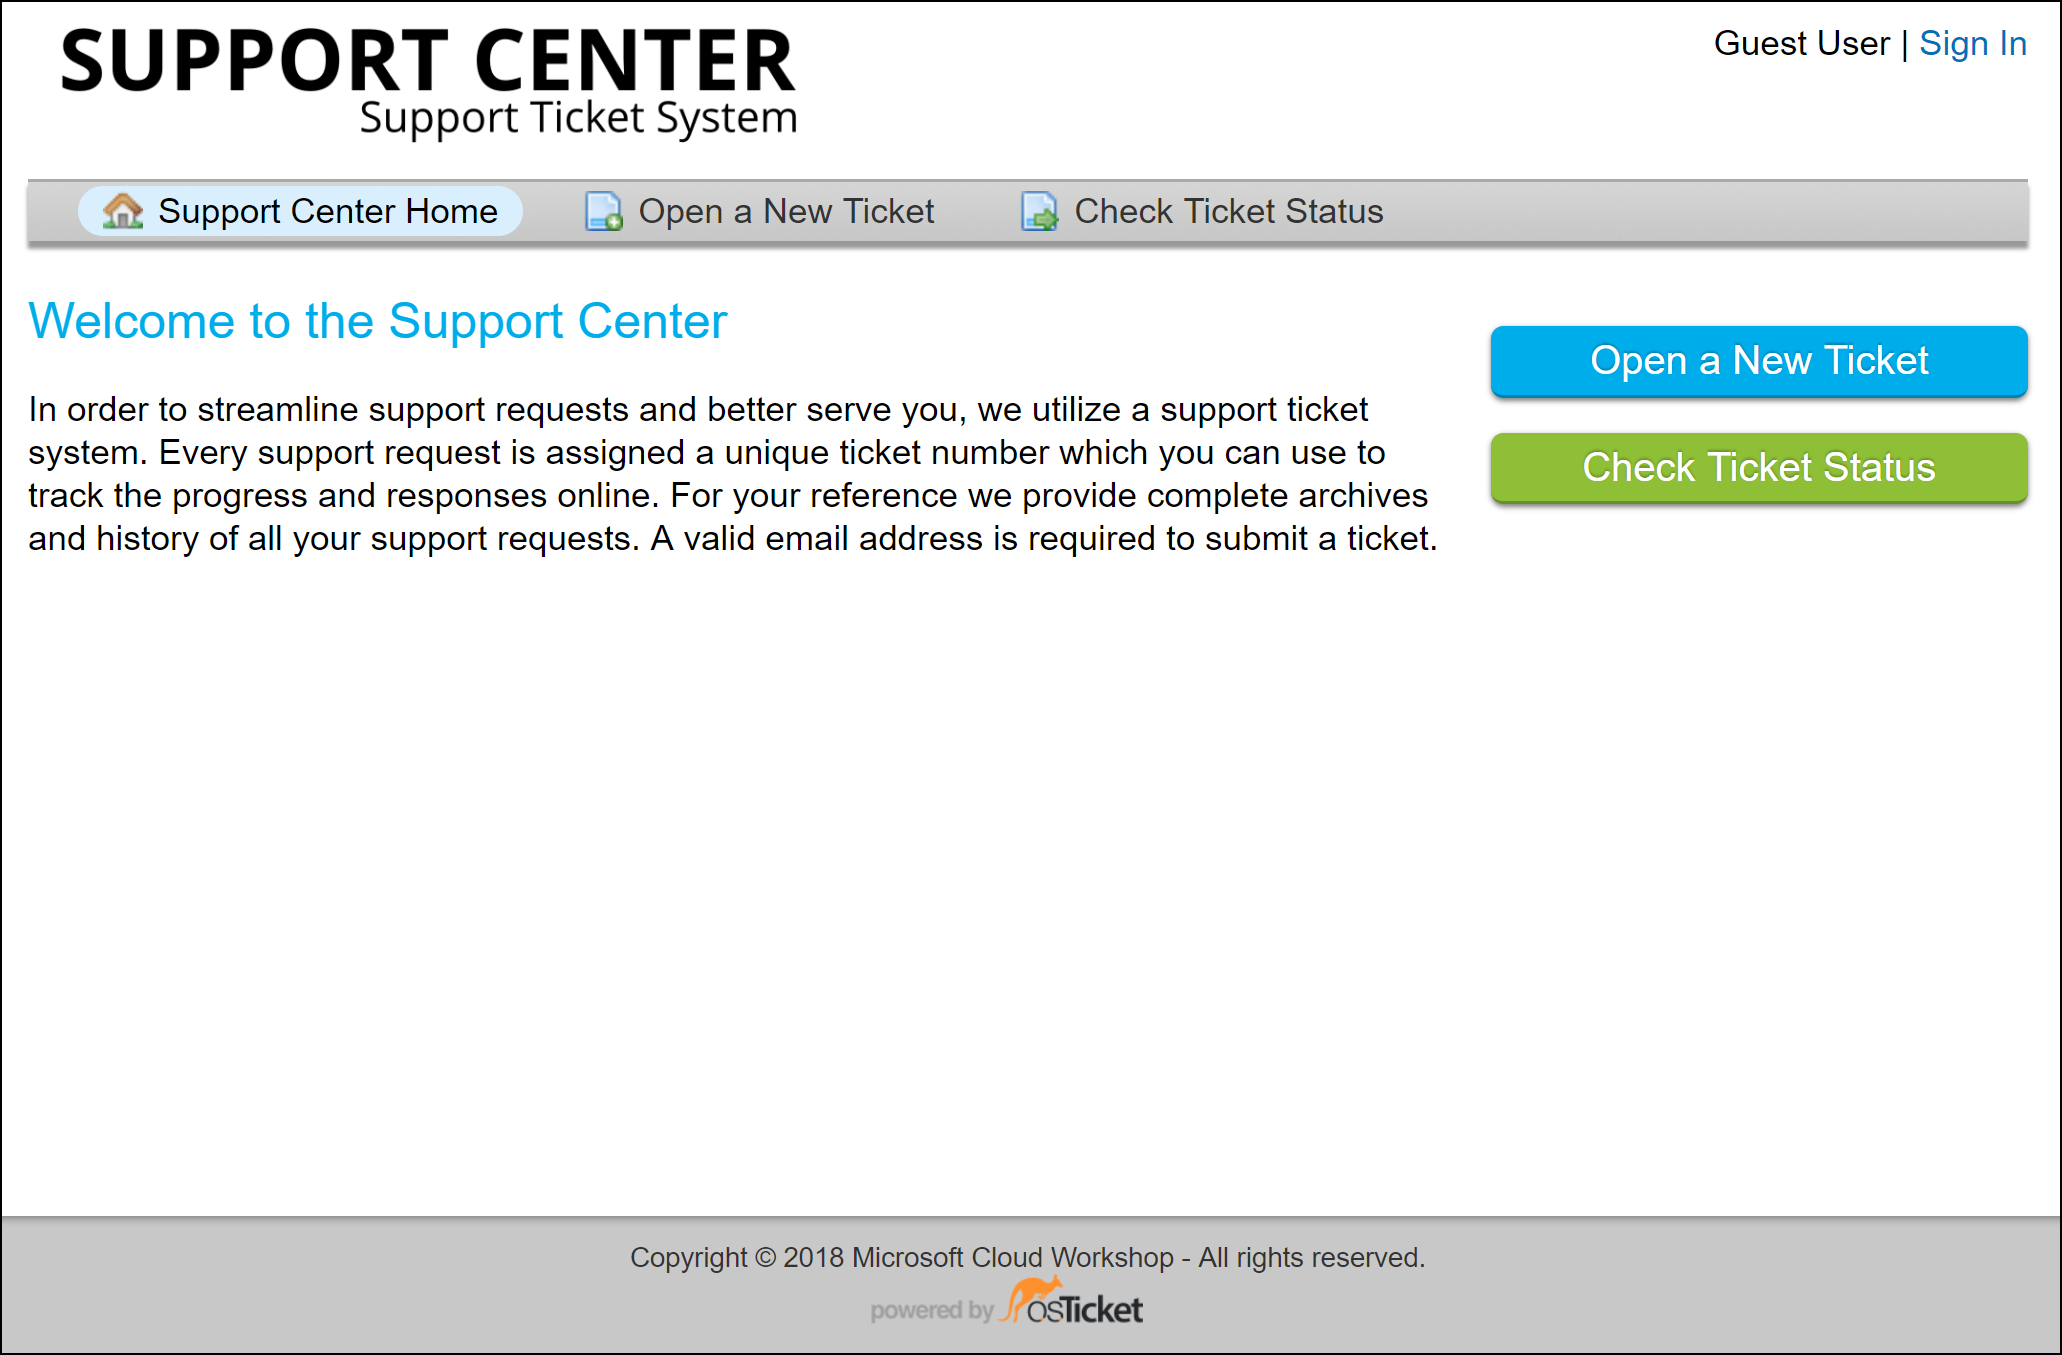 SUPPORT CENTER
Support Ticket System
Guest User | Sign In
Support Center Home
Open a New Ticket
Check Ticket Status
Welcome to the Support Center
In order to streamline support requests and better serve you, we utilize a support ticket
system. Every support request is assigned a unique ticket number which you can use to
track the progress and responses online. For your reference we provide complete archives
and history of all your support requests. A valid email address is required to submit a ticket.
Open a New Ticket
Check Ticket Status
Copyright © 2018 Microsoft Cloud Workshop - All rights reserved.
powered by osTicket